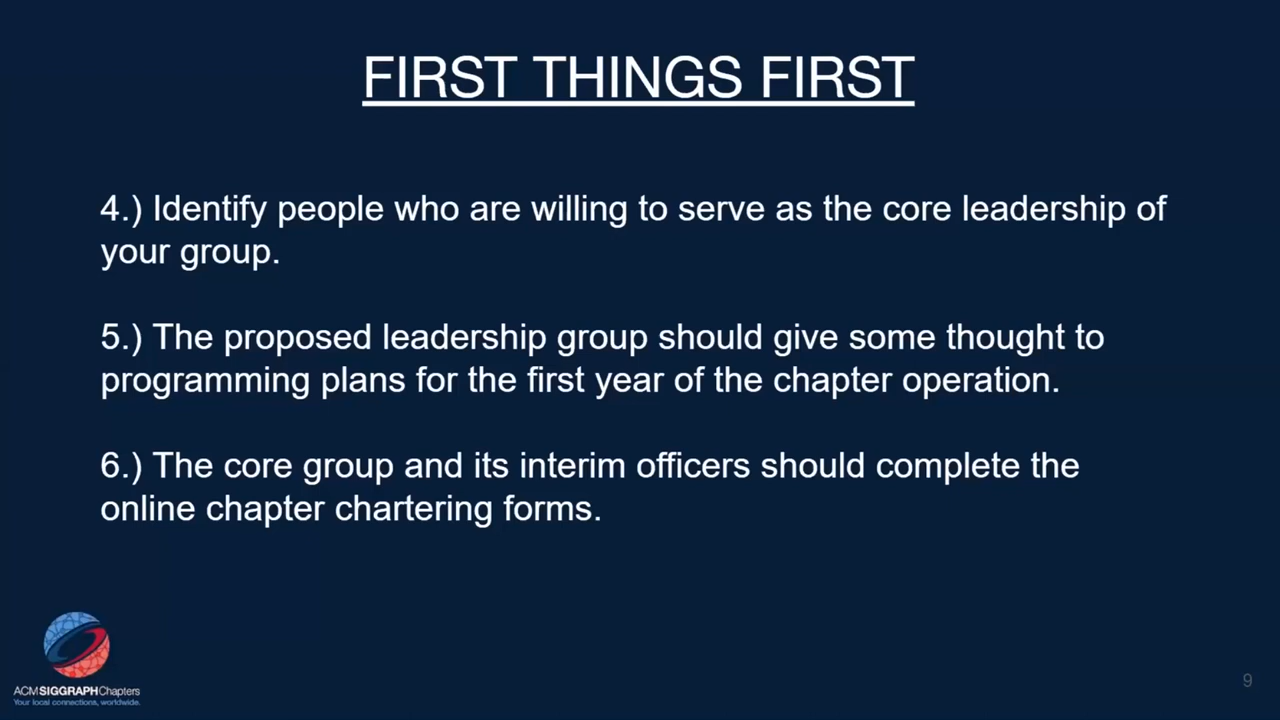 FIRST THINGS FIRST
4.) Identify people who are willing to serve as the core leadership of
your group.
5.) The proposed leadership group should give some thought to
programming plans for the first year of the chapter operation.
6.) The core group and its interim officers should complete the
online chapter chartering forms.
ACMSIGGRAPHChapters
Your local connections, worldwide.
9